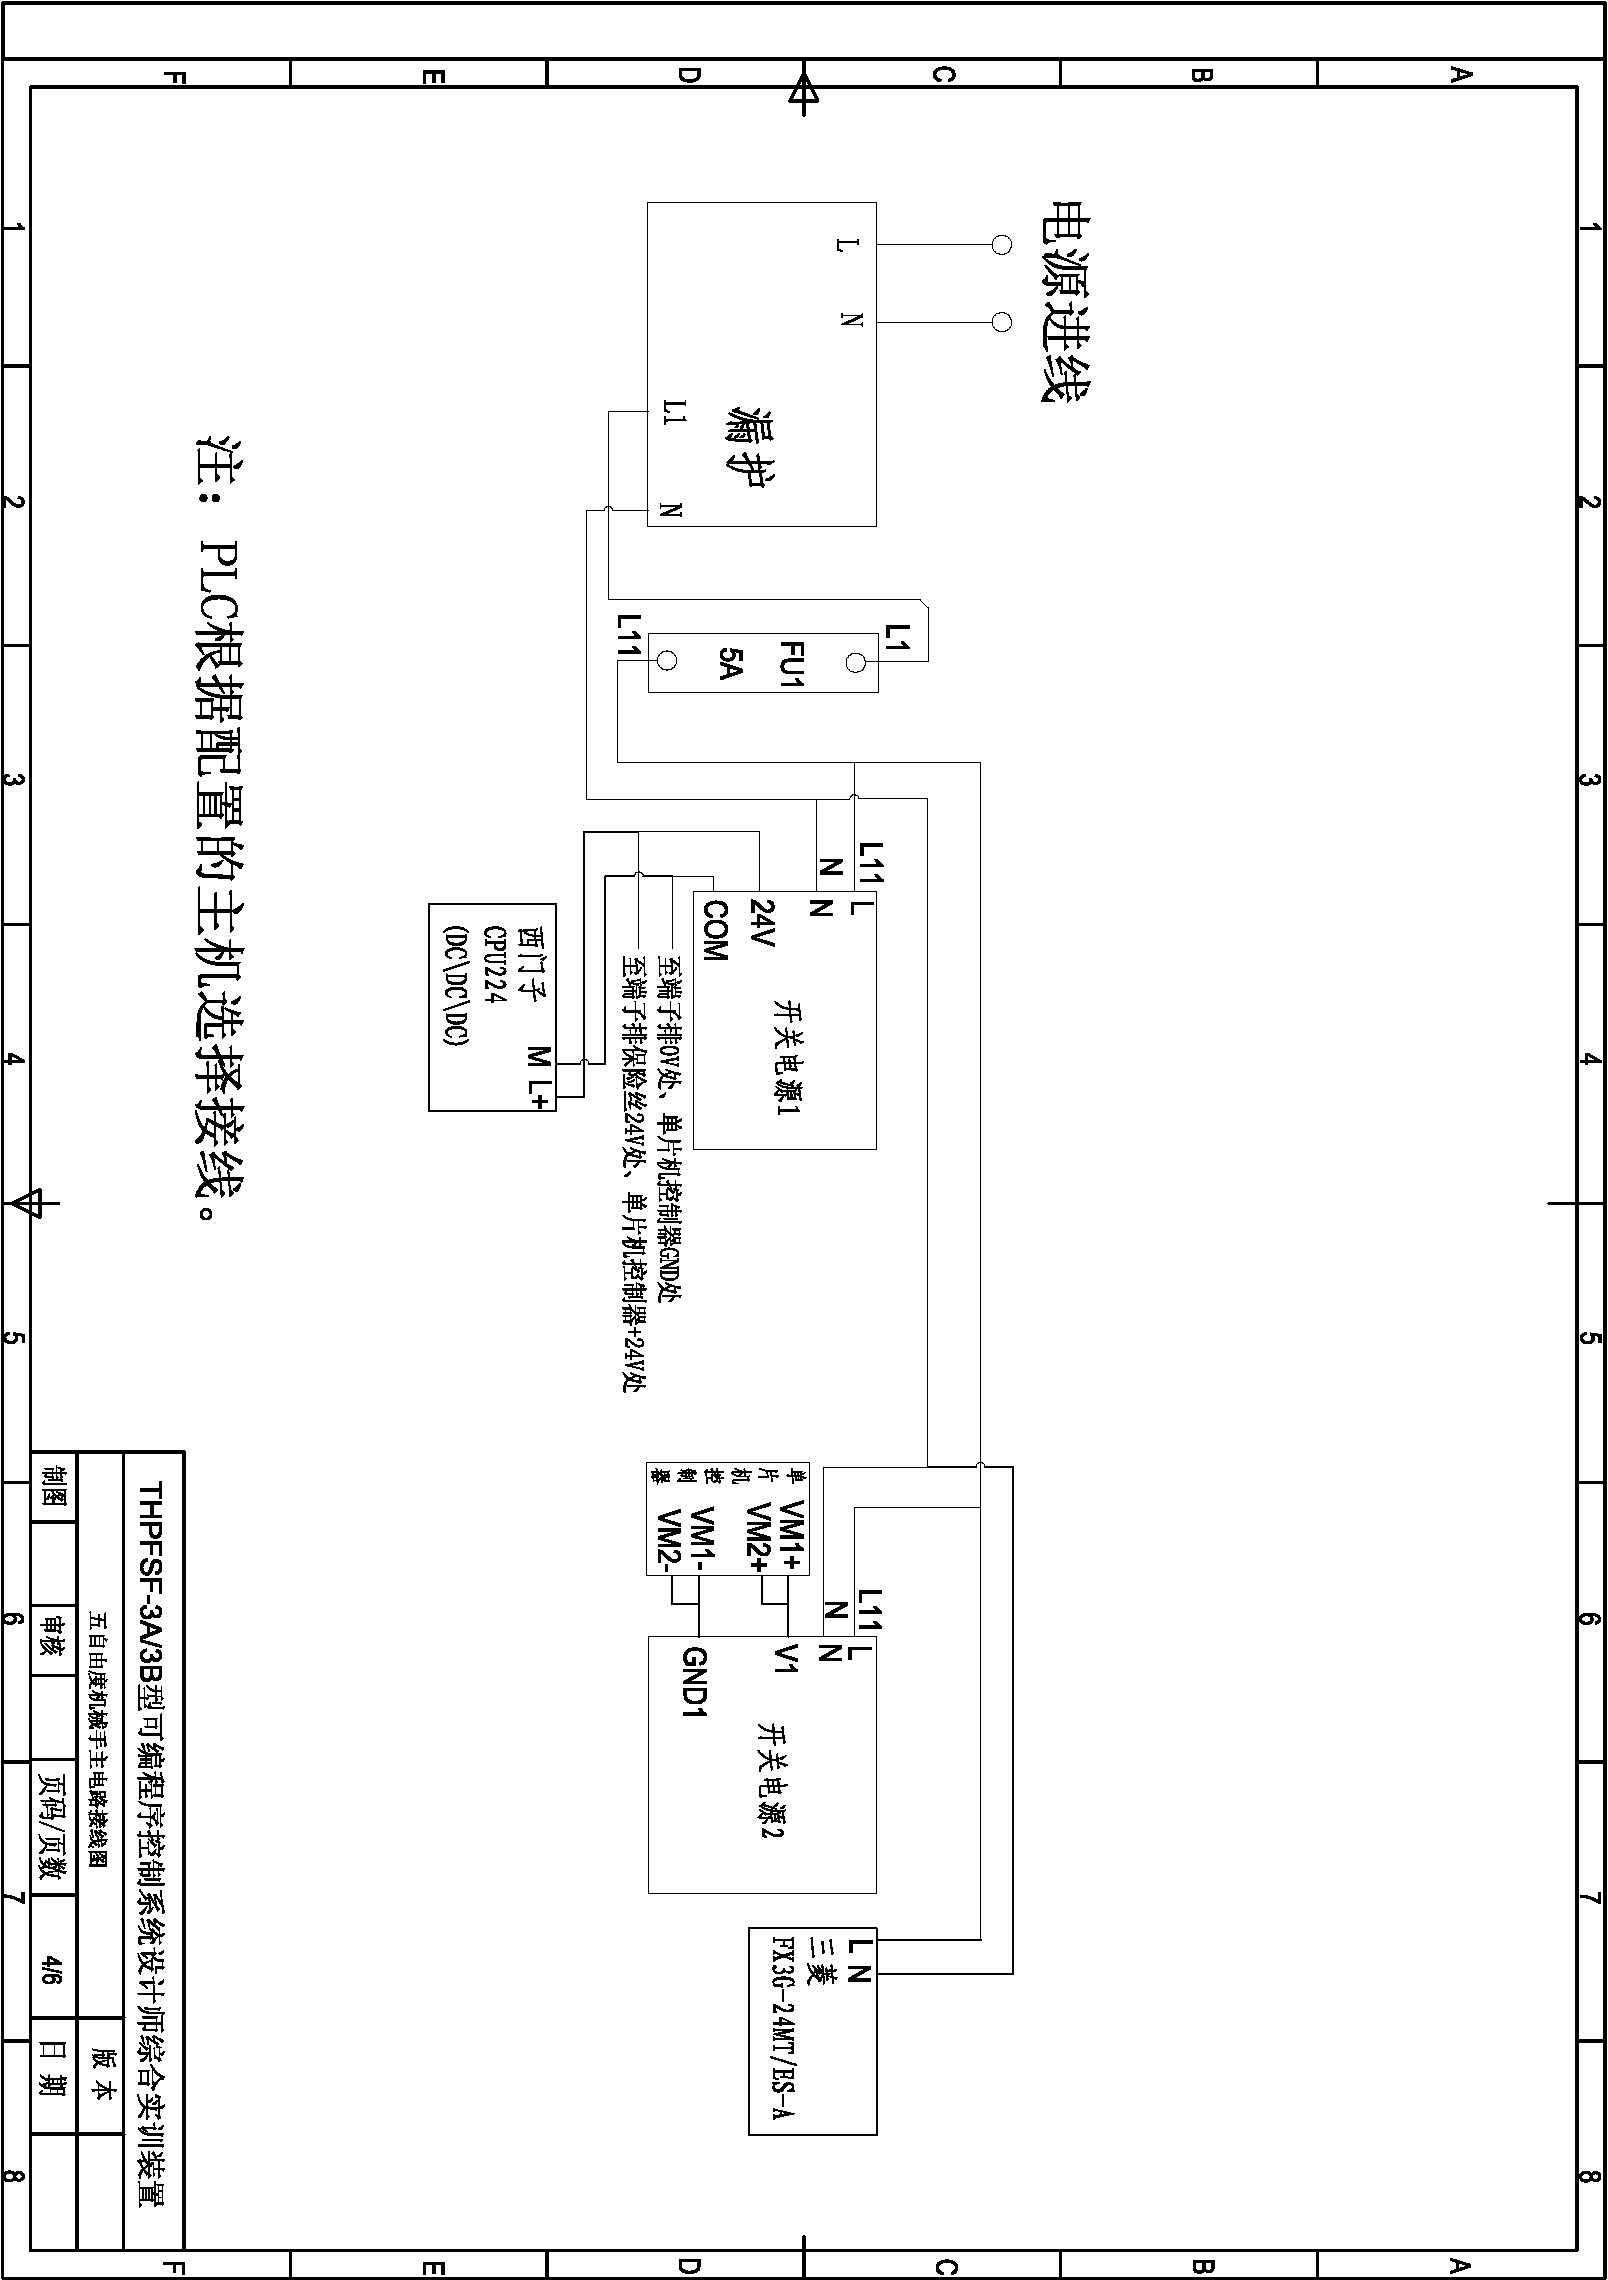 A
B
C
D
E
F
1
2
3
4
5
6
7
8
电源进线
L
N
漏护
L1
N
L1
FU1
5A
L11
L11
N
L
N
24V
COM
开关电源1
至端子排0V处、单片机控制器GND处
至端子排保险丝24V处、单片机控制器+24V处
西门子
CPU224
(DC\DC\DC)
M
L+
单片机控制器
VM1+
VM2+
VM1-
VM2-
L11
N
L
N
V1
GND1
开关电源2
L N
三菱
FX3G-24MT/ES-A
注：PLC根据配置的主机选择接线。
THPFSF-3A/3B型可编程序控制系统设计师综合实训装置
五自由度机械手主电路接线图
版本
制图
审核
页码/页数
4/6
日期
1
2
3
4
5
6
7
8
A
B
C
D
E
F